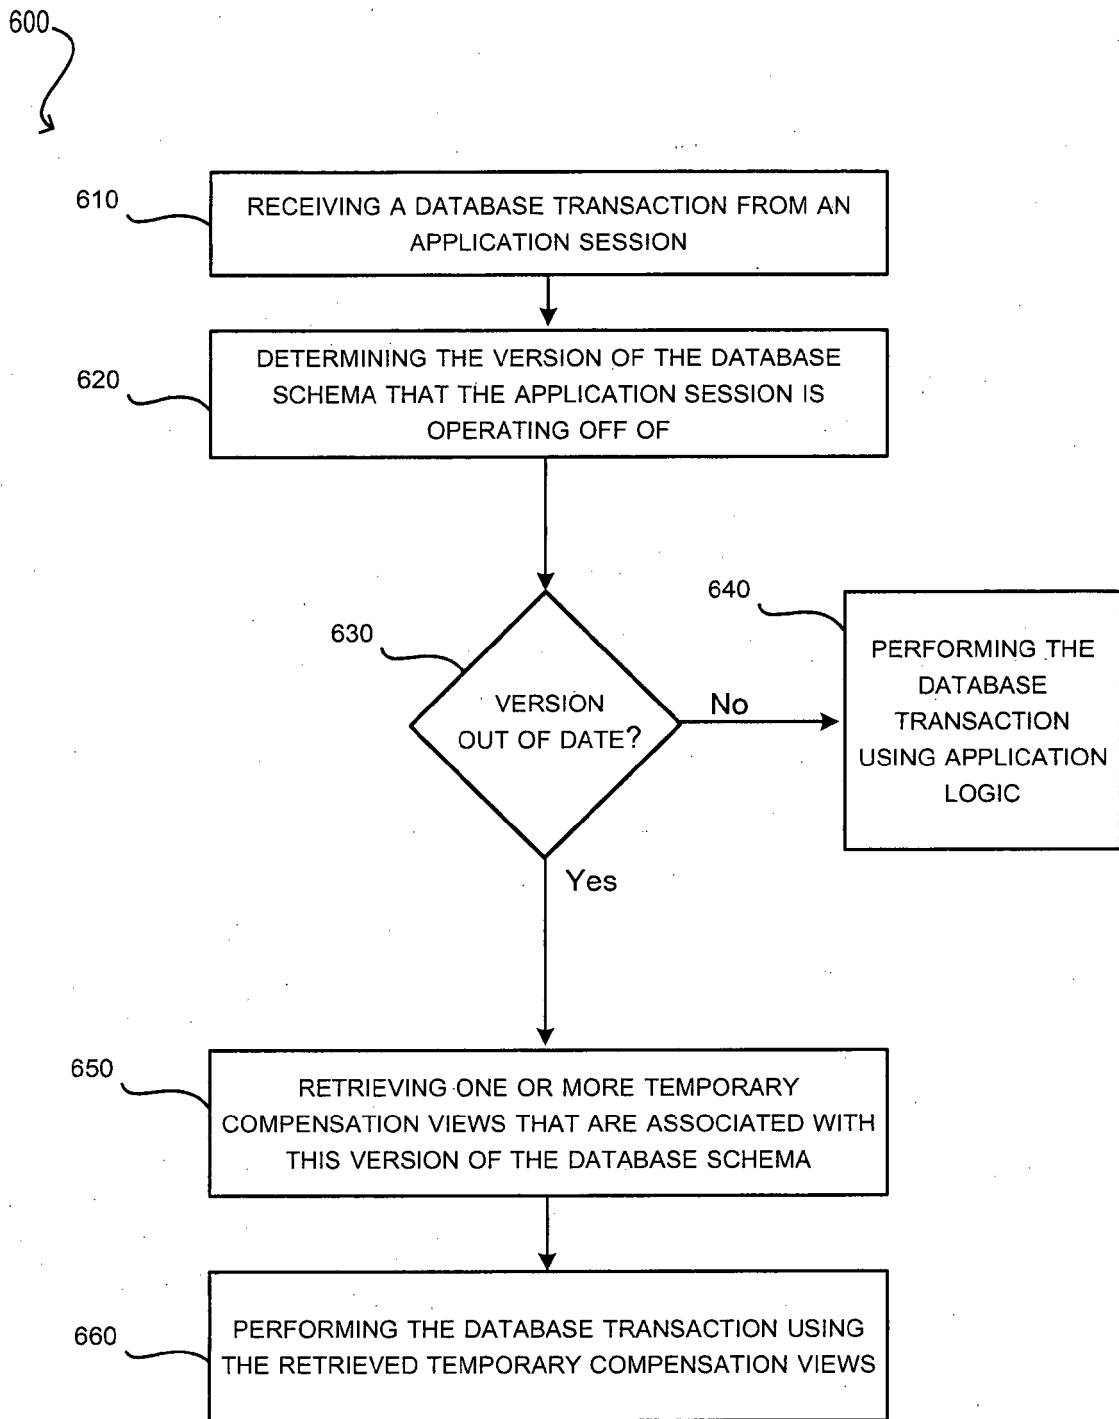 600
610
RECEIVING A DATABASE TRANSACTION FROM AN
APPLICATION SESSION
620
DETERMINING THE VERSION OF THE DATABASE
SCHEMA THAT THE APPLICATION SESSION IS
OPERATING OFF OF
630
VERSION
OUT OF DATE?
No
640
PERFORMING THE
DATABASE
TRANSACTION
USING APPLICATION
LOGIC
Yes
650
RETRIEVING ONE OR MORE TEMPORARY
COMPENSATION VIEWS THAT ARE ASSOCIATED WITH
THIS VERSION OF THE DATABASE SCHEMA
660
PERFORMING THE DATABASE TRANSACTION USING
THE RETRIEVED TEMPORARY COMPENSATION VIEWS